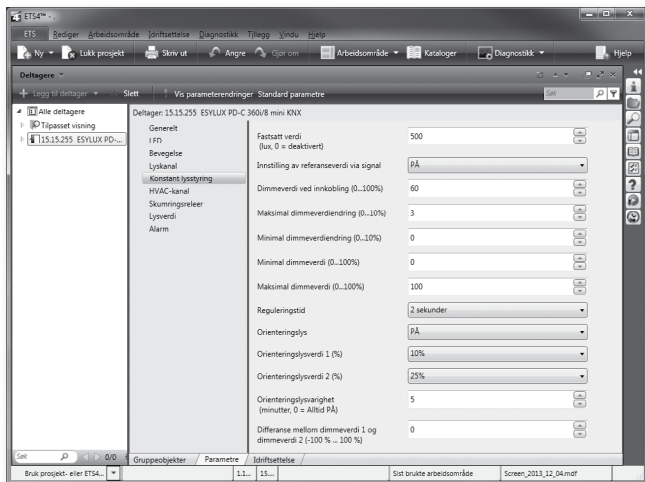 ETS4™ - .
ETS Rediger Arbeidsområde Idriftsettelse Diagnostikk Tillegg Vindu Hjelp
Ny Lukk prosjekt Skriv ut Angre Gjør om Arbeidsområde Kataloger Diagnostikk Hjelp
Deltagere
Legg til deltager Slett Vis parameterendringer Standard parametre Søk
Alle deltagere
Tilpasset visning
15.15.255 ESYLUX PD-...
Deltager: 15.15.255 ESYLUX PD-C 360i/8 mini KNX
Generelt
LED
Bevegelse
Lyskanal
Konstant lysstyring
HVAC-kanal
Skumringsreleer
Lysverdi
Alarm
Fastsatt verdi
(lux, 0 = deaktivert)
500
Innstilling av referanseverdi via signal PÅ
Dimmeverdi ved innkobling (0...100%) 60
Maksimal dimmeverdiendring (0...10%) 3
Minimal dimmeverdiendring (0...10%) 0
Minimal dimmeverdi (0...100%) 0
Maksimal dimmeverdi (0...100%) 100
Reguleringstid 2 sekunder
Orienteringslys PÅ
Orienteringslysverdi 1 (%) 10%
Orienteringslysverdi 2 (%) 25%
Orienteringslysvarighet
(minutter, 0 = Alltid PÅ)
5
Differanse mellom dimmeverdi 1 og
dimmeverdi 2 (-100 % ... 100 %)
0
Søk 0/0
Gruppeobjekter Parametre Idriftsettelse
Bruk prosjekt- eller ETS4... 1.1... 15.... Sist brukte arbeidsområde Screen_2013_12_04.mdf